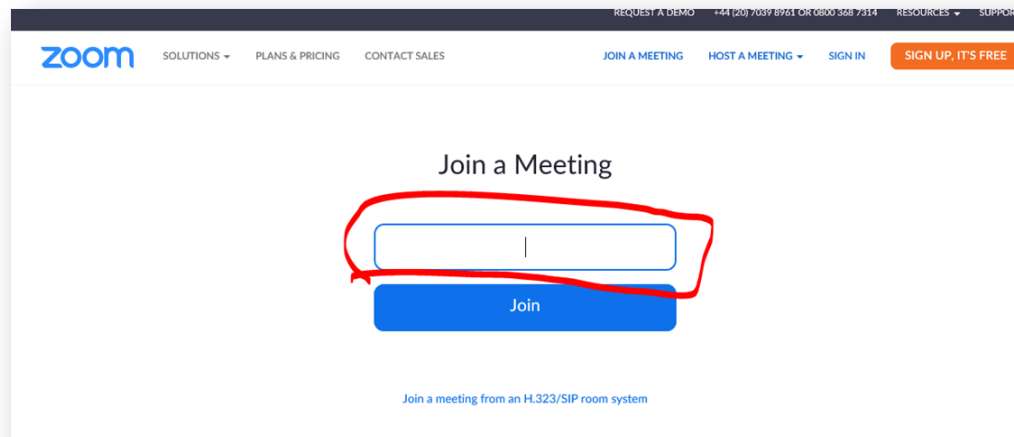 REQUEST A DEMO +44 (20) 7039 8961 OR 0800 368 7314 RESOURCES SUPPORT
zoom SOLUTIONS PLANS & PRICING CONTACT SALES JOIN A MEETING HOST A MEETING SIGN IN SIGN UP, IT'S FREE
Join a Meeting
Join
Join a meeting from an H.323/SIP room system